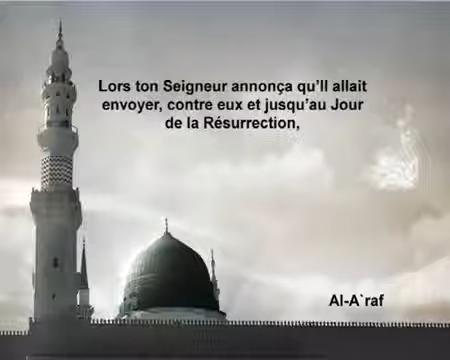 Lors ton Seigneur annonça qu'Il allait
envoyer, contre eux et jusqu'au Jour
de la Résurrection,
Al-A`raf